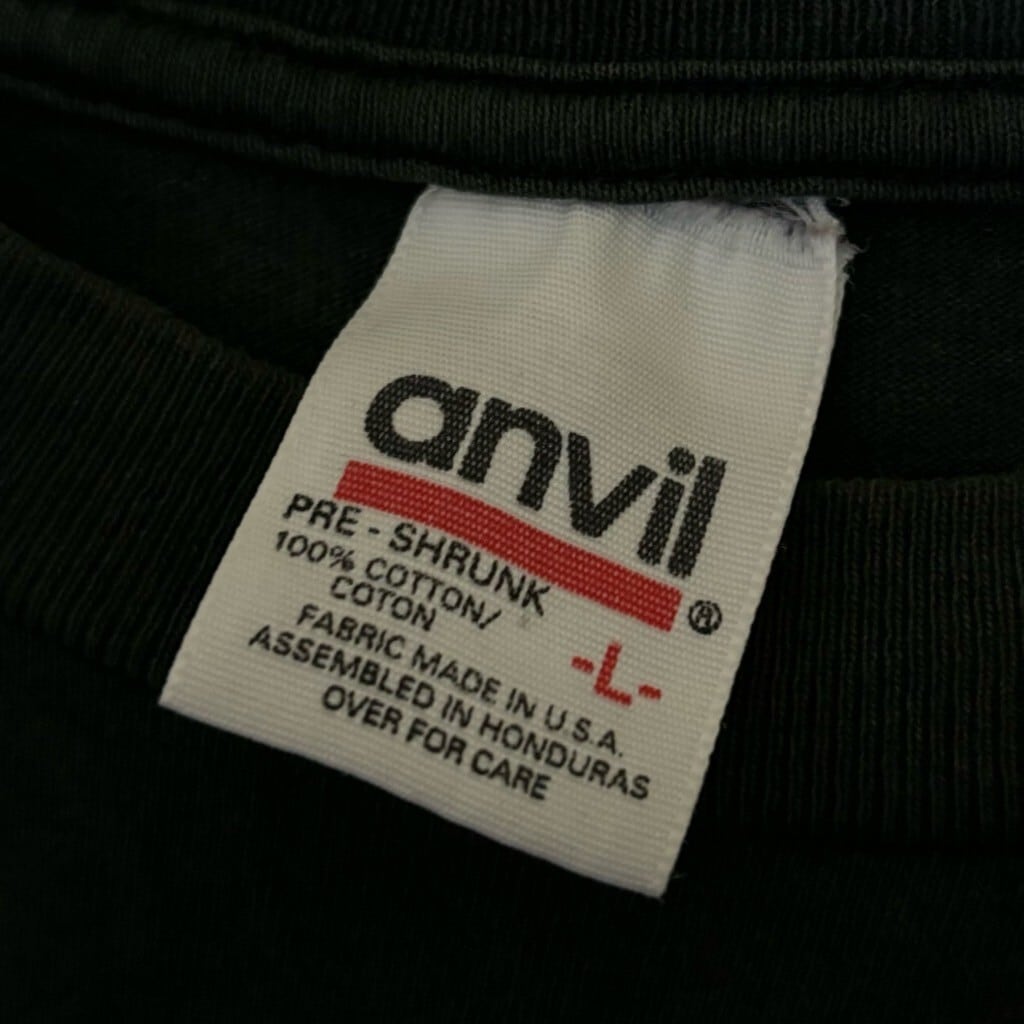 anvil®
PRE - SHRUNK
100% COTTON/
COTON
-L-
FABRIC MADE IN U.S.A.
ASSEMBLED IN HONDURAS
OVER FOR CARE